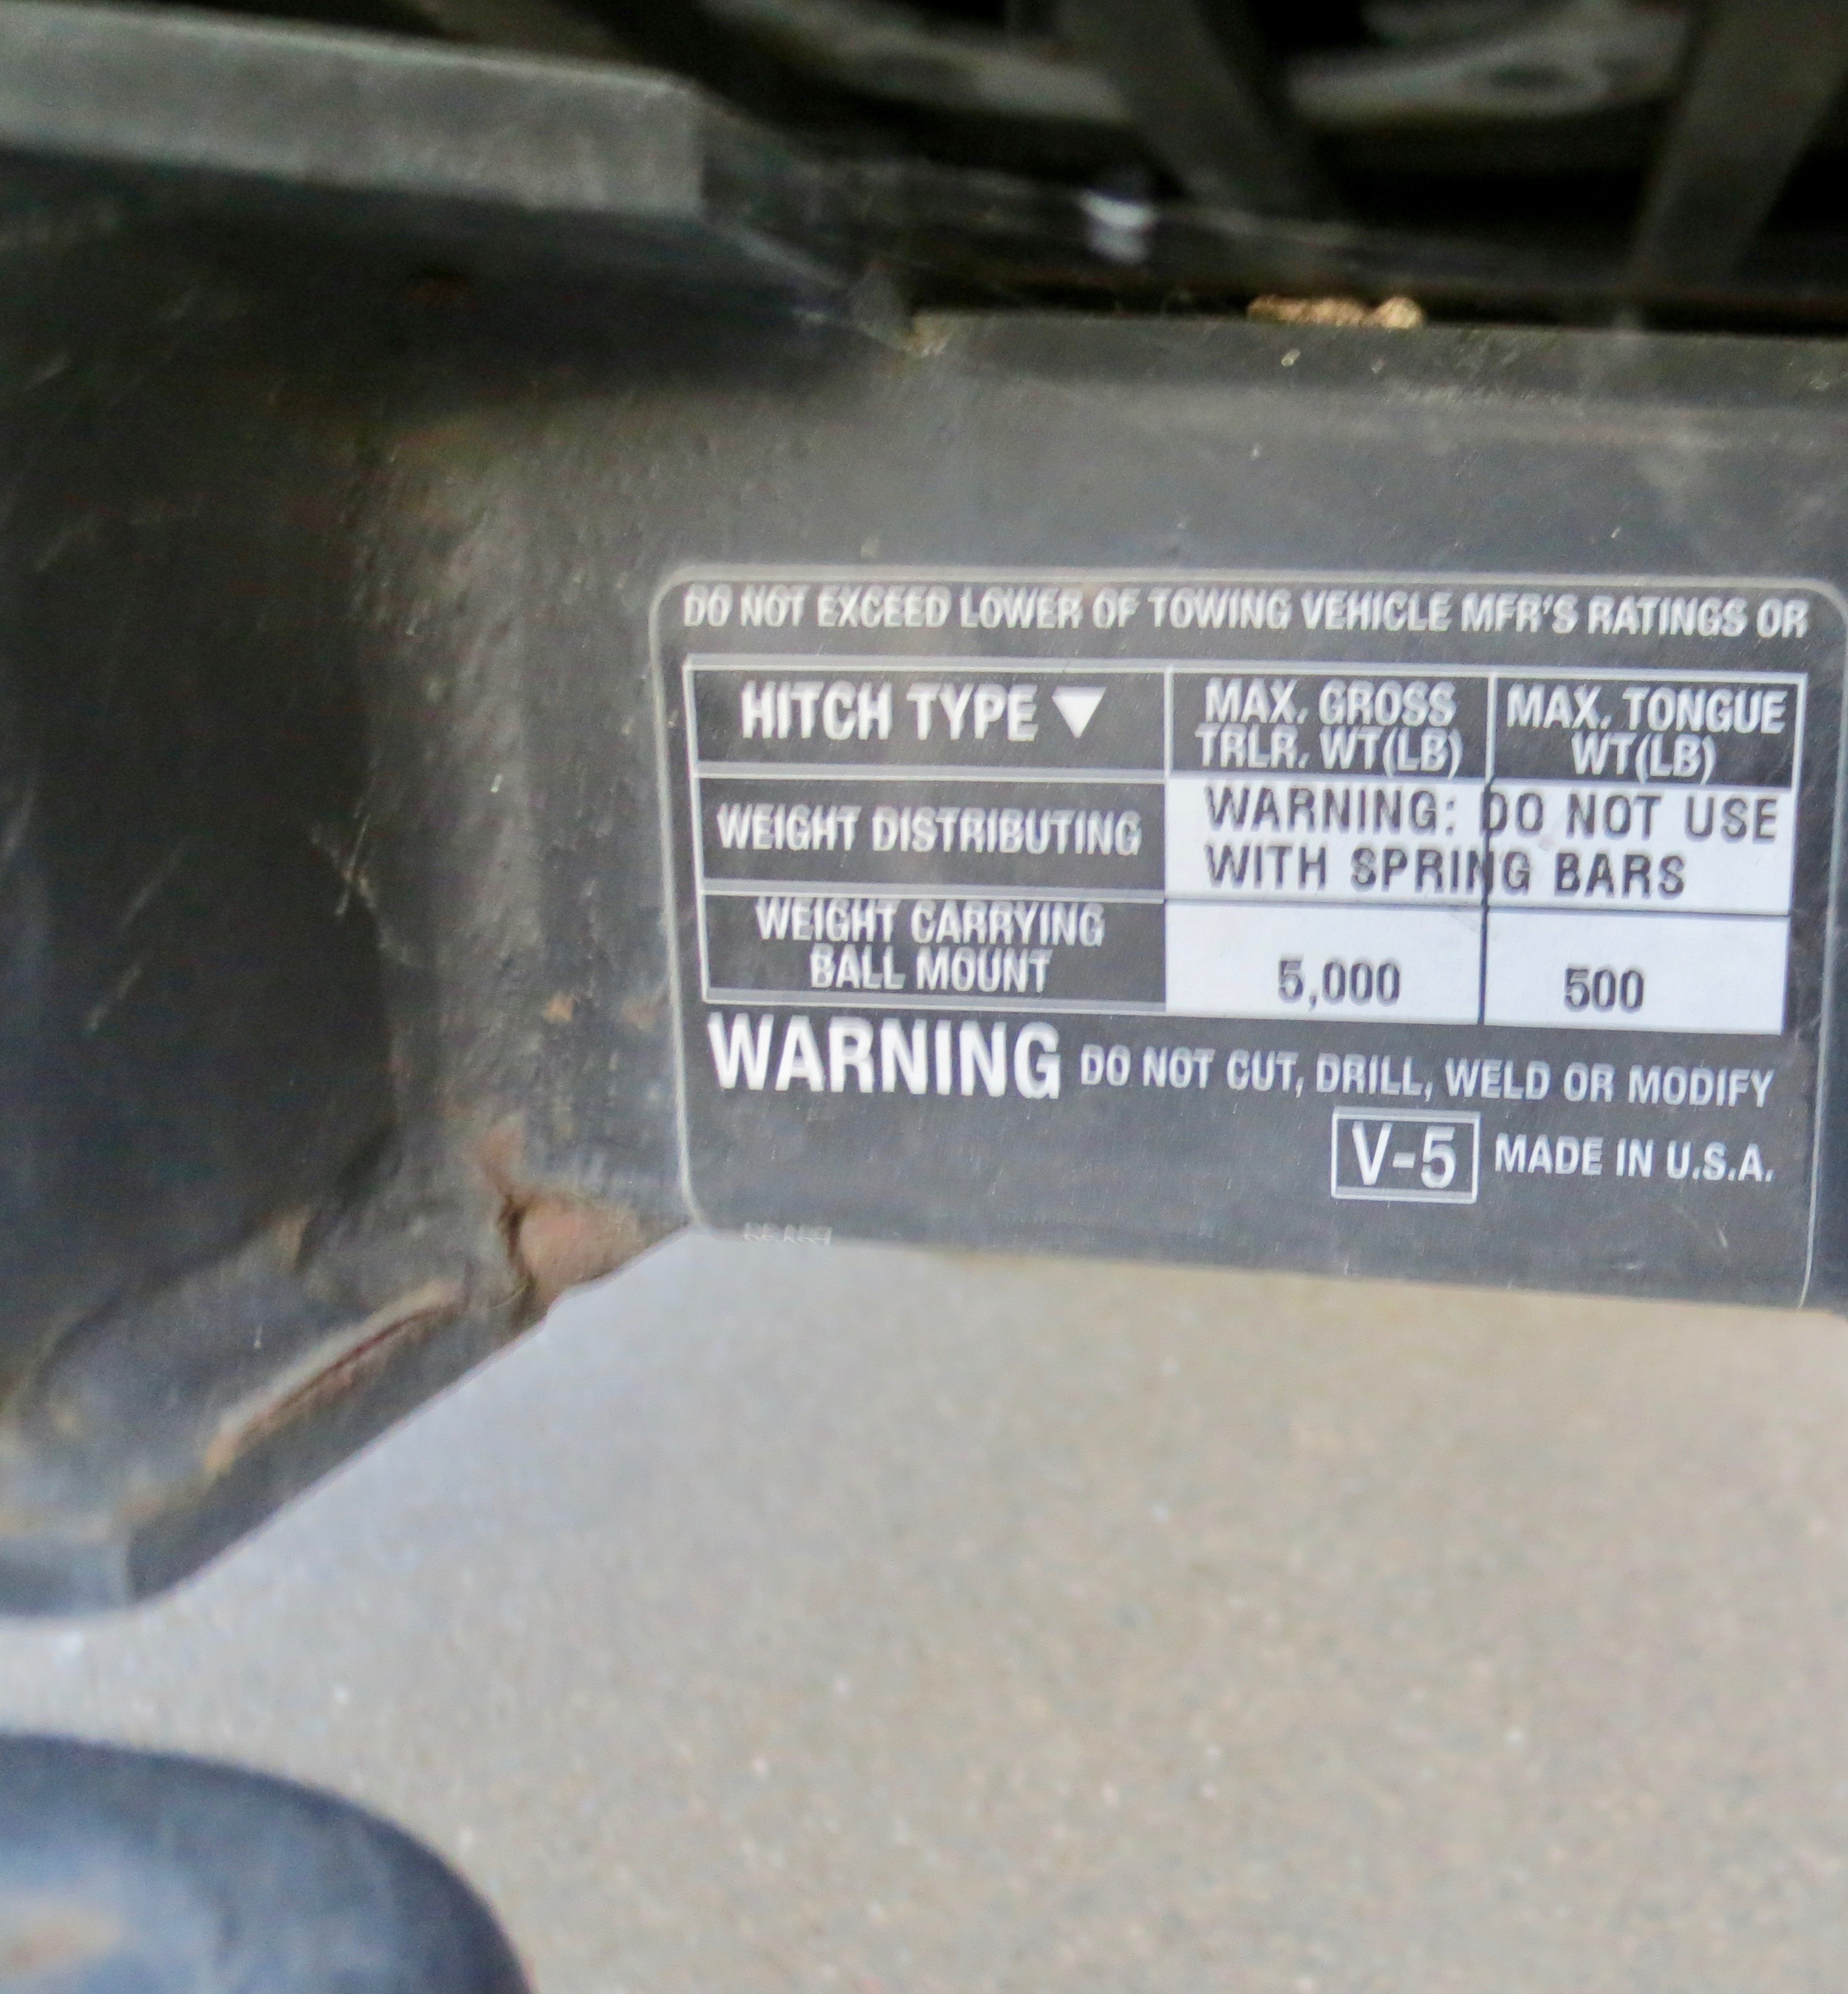 DO NOT EXCEED LOWER OF TOWING VEHICLE MFR'S RATINGS OR
HITCH TYPE ▼
MAX. GROSS
TRLR. WT(LB)
MAX. TONGUE
WT(LB)
WEIGHT DISTRIBUTING
WARNING: DO NOT USE
WITH SPRING BARS
WEIGHT CARRYING
BALL MOUNT
5,000
500
WARNING DO NOT CUT, DRILL, WELD OR MODIFY
V-5 MADE IN U.S.A.